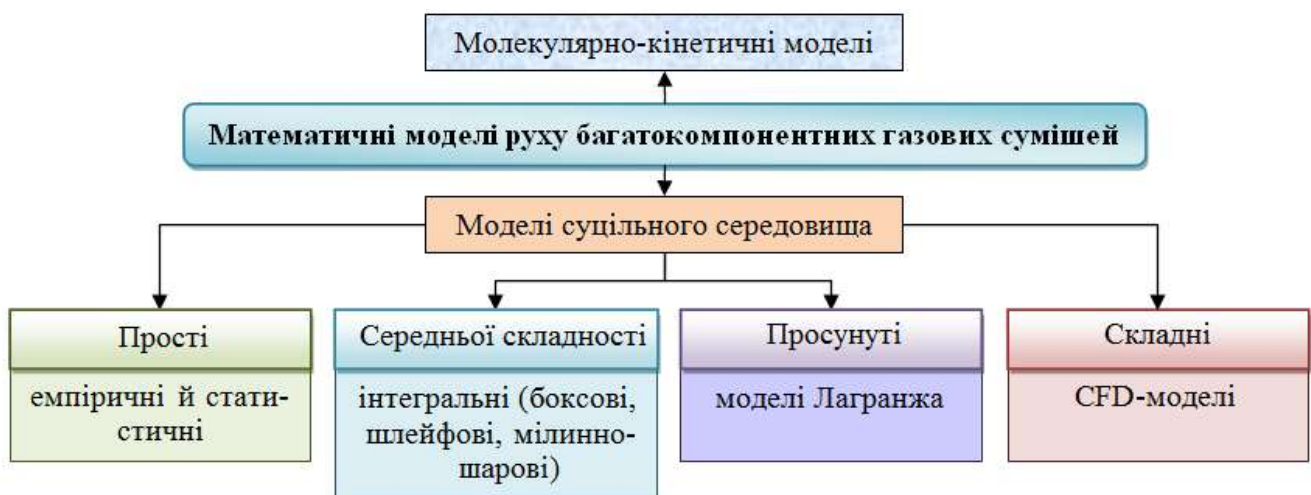 Молекулярно-кінетичні моделі
Математичні моделі руху багатокомпонентних газових сумішей
Моделі суцільного середовища
Прості
емпіричні й стати-
стичні
Середньої складності
інтегральні (боксові,
шлейфові, мілинно-
шарові)
Просунуті
моделі Лагранжа
Складні
CFD-моделі